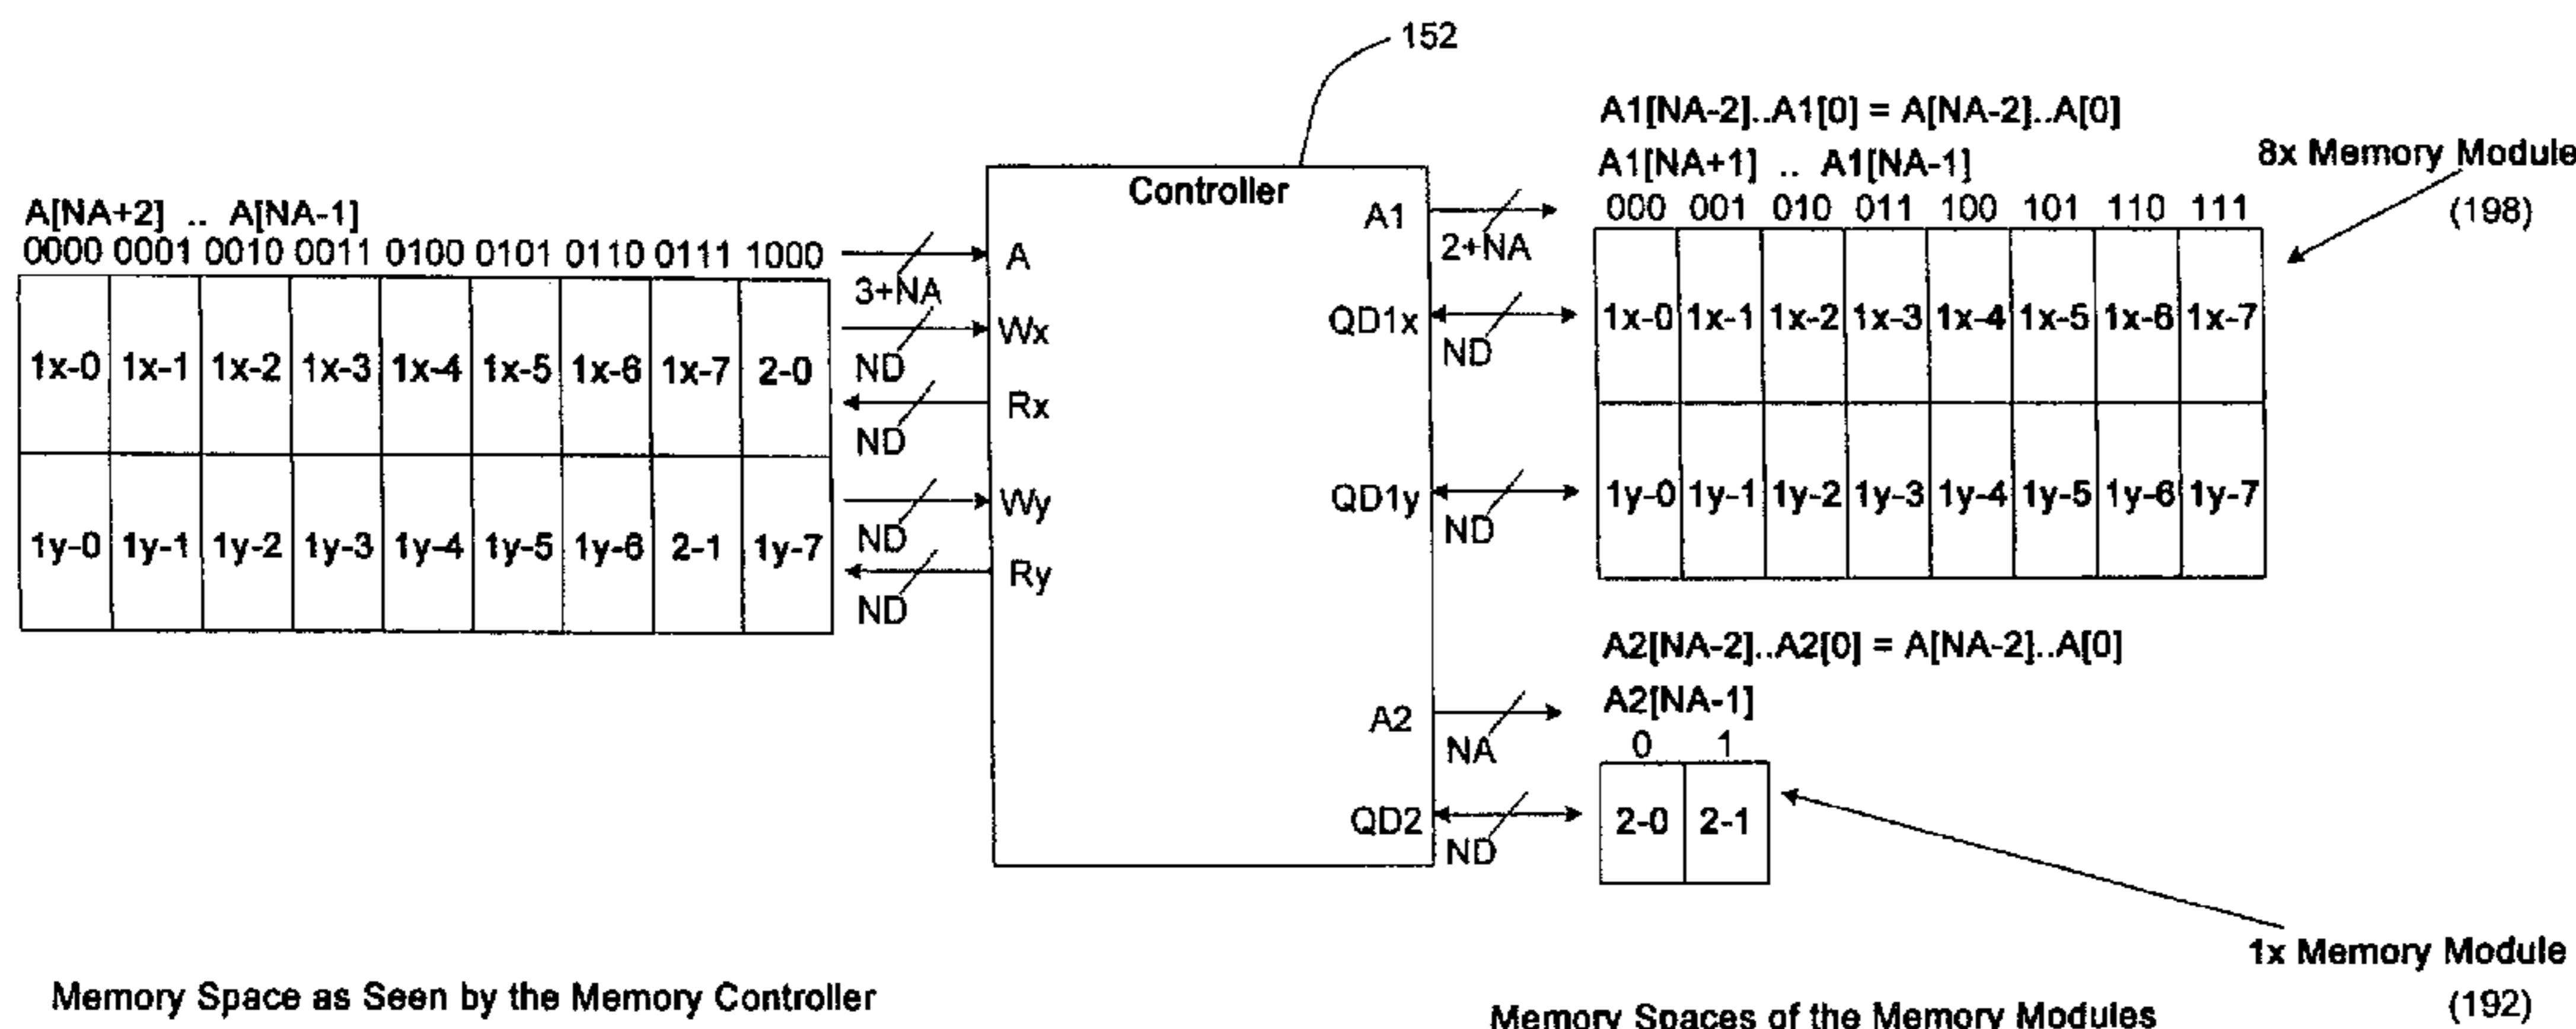 152
A1[NA-2]..A1[0] = A[NA-2]..A[0]
A1[NA+1] .. A1[NA-1]
8x Memory Module
(198)
000 001 010 011 100 101 110 111
Controller
A[NA+2] .. A[NA-1]
0000 0001 0010 0011 0100 0101 0110 0111 1000
A
3+NA
Wx
ND
Rx
ND
Wy
ND
Ry
ND
A1
2+NA
QD1x
ND
QD1y
ND
A2
NA
QD2
ND
1x-0 1x-1 1x-2 1x-3 1x-4 1x-5 1x-6 1x-7 2-0
1y-0 1y-1 1y-2 1y-3 1y-4 1y-5 1y-6 2-1 1y-7
1x-0 1x-1 1x-2 1x-3 1x-4 1x-5 1x-6 1x-7
1y-0 1y-1 1y-2 1y-3 1y-4 1y-5 1y-6 1y-7
A2[NA-2]..A2[0] = A[NA-2]..A[0]
A2[NA-1]
0 1
2-0 2-1
1x Memory Module
(192)
Memory Space as Seen by the Memory Controller
Memory Spaces of the Memory Modules